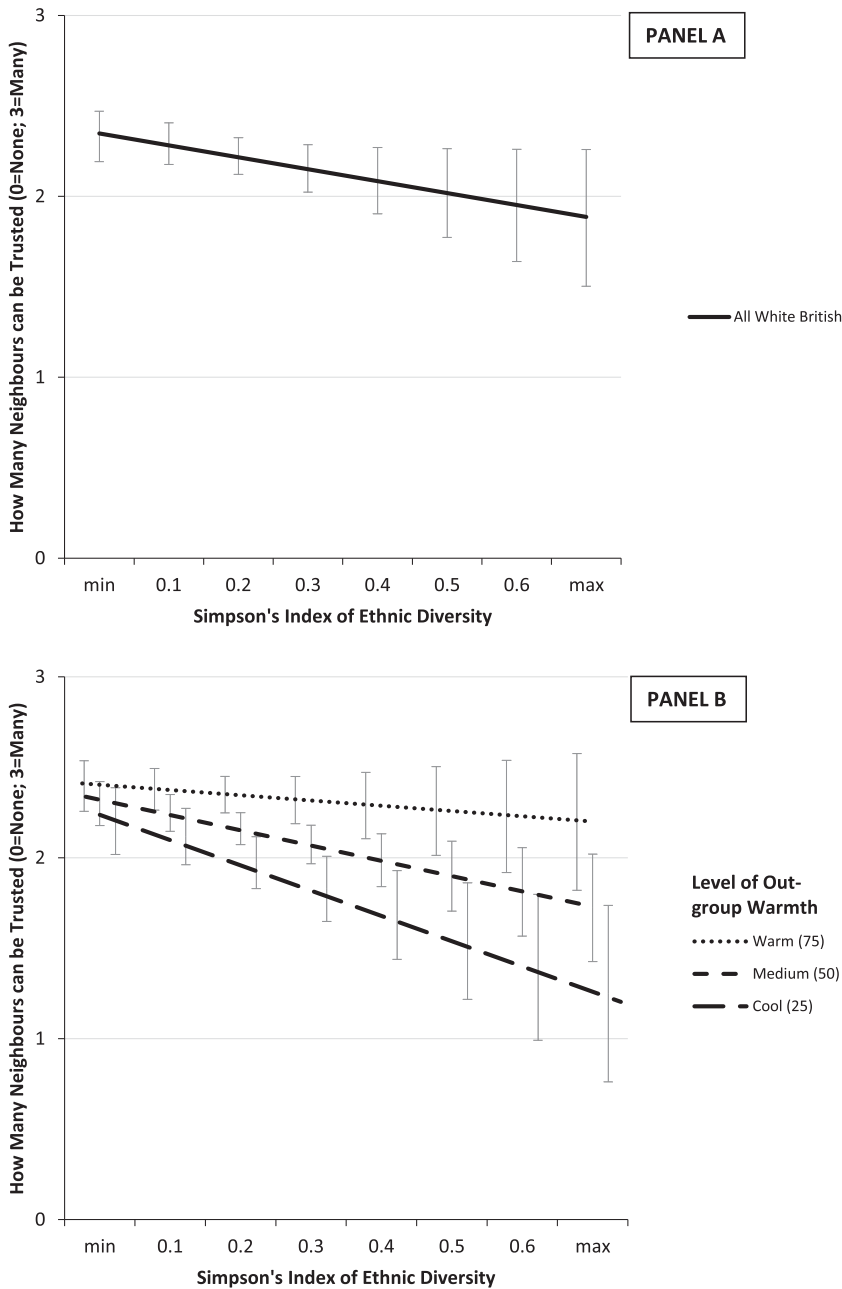 PANEL A
How Many Neighbours can be Trusted (0=None; 3=Many)
3
2
1
0
min 0.1 0.2 0.3 0.4 0.5 0.6 max
Simpson's Index of Ethnic Diversity
All White British
PANEL B
How Many Neighbours can be Trusted (0=None; 3=Many)
3
2
1
0
min 0.1 0.2 0.3 0.4 0.5 0.6 max
Simpson's Index of Ethnic Diversity
Level of Out-
group Warmth
Warm (75)
Medium (50)
Cool (25)